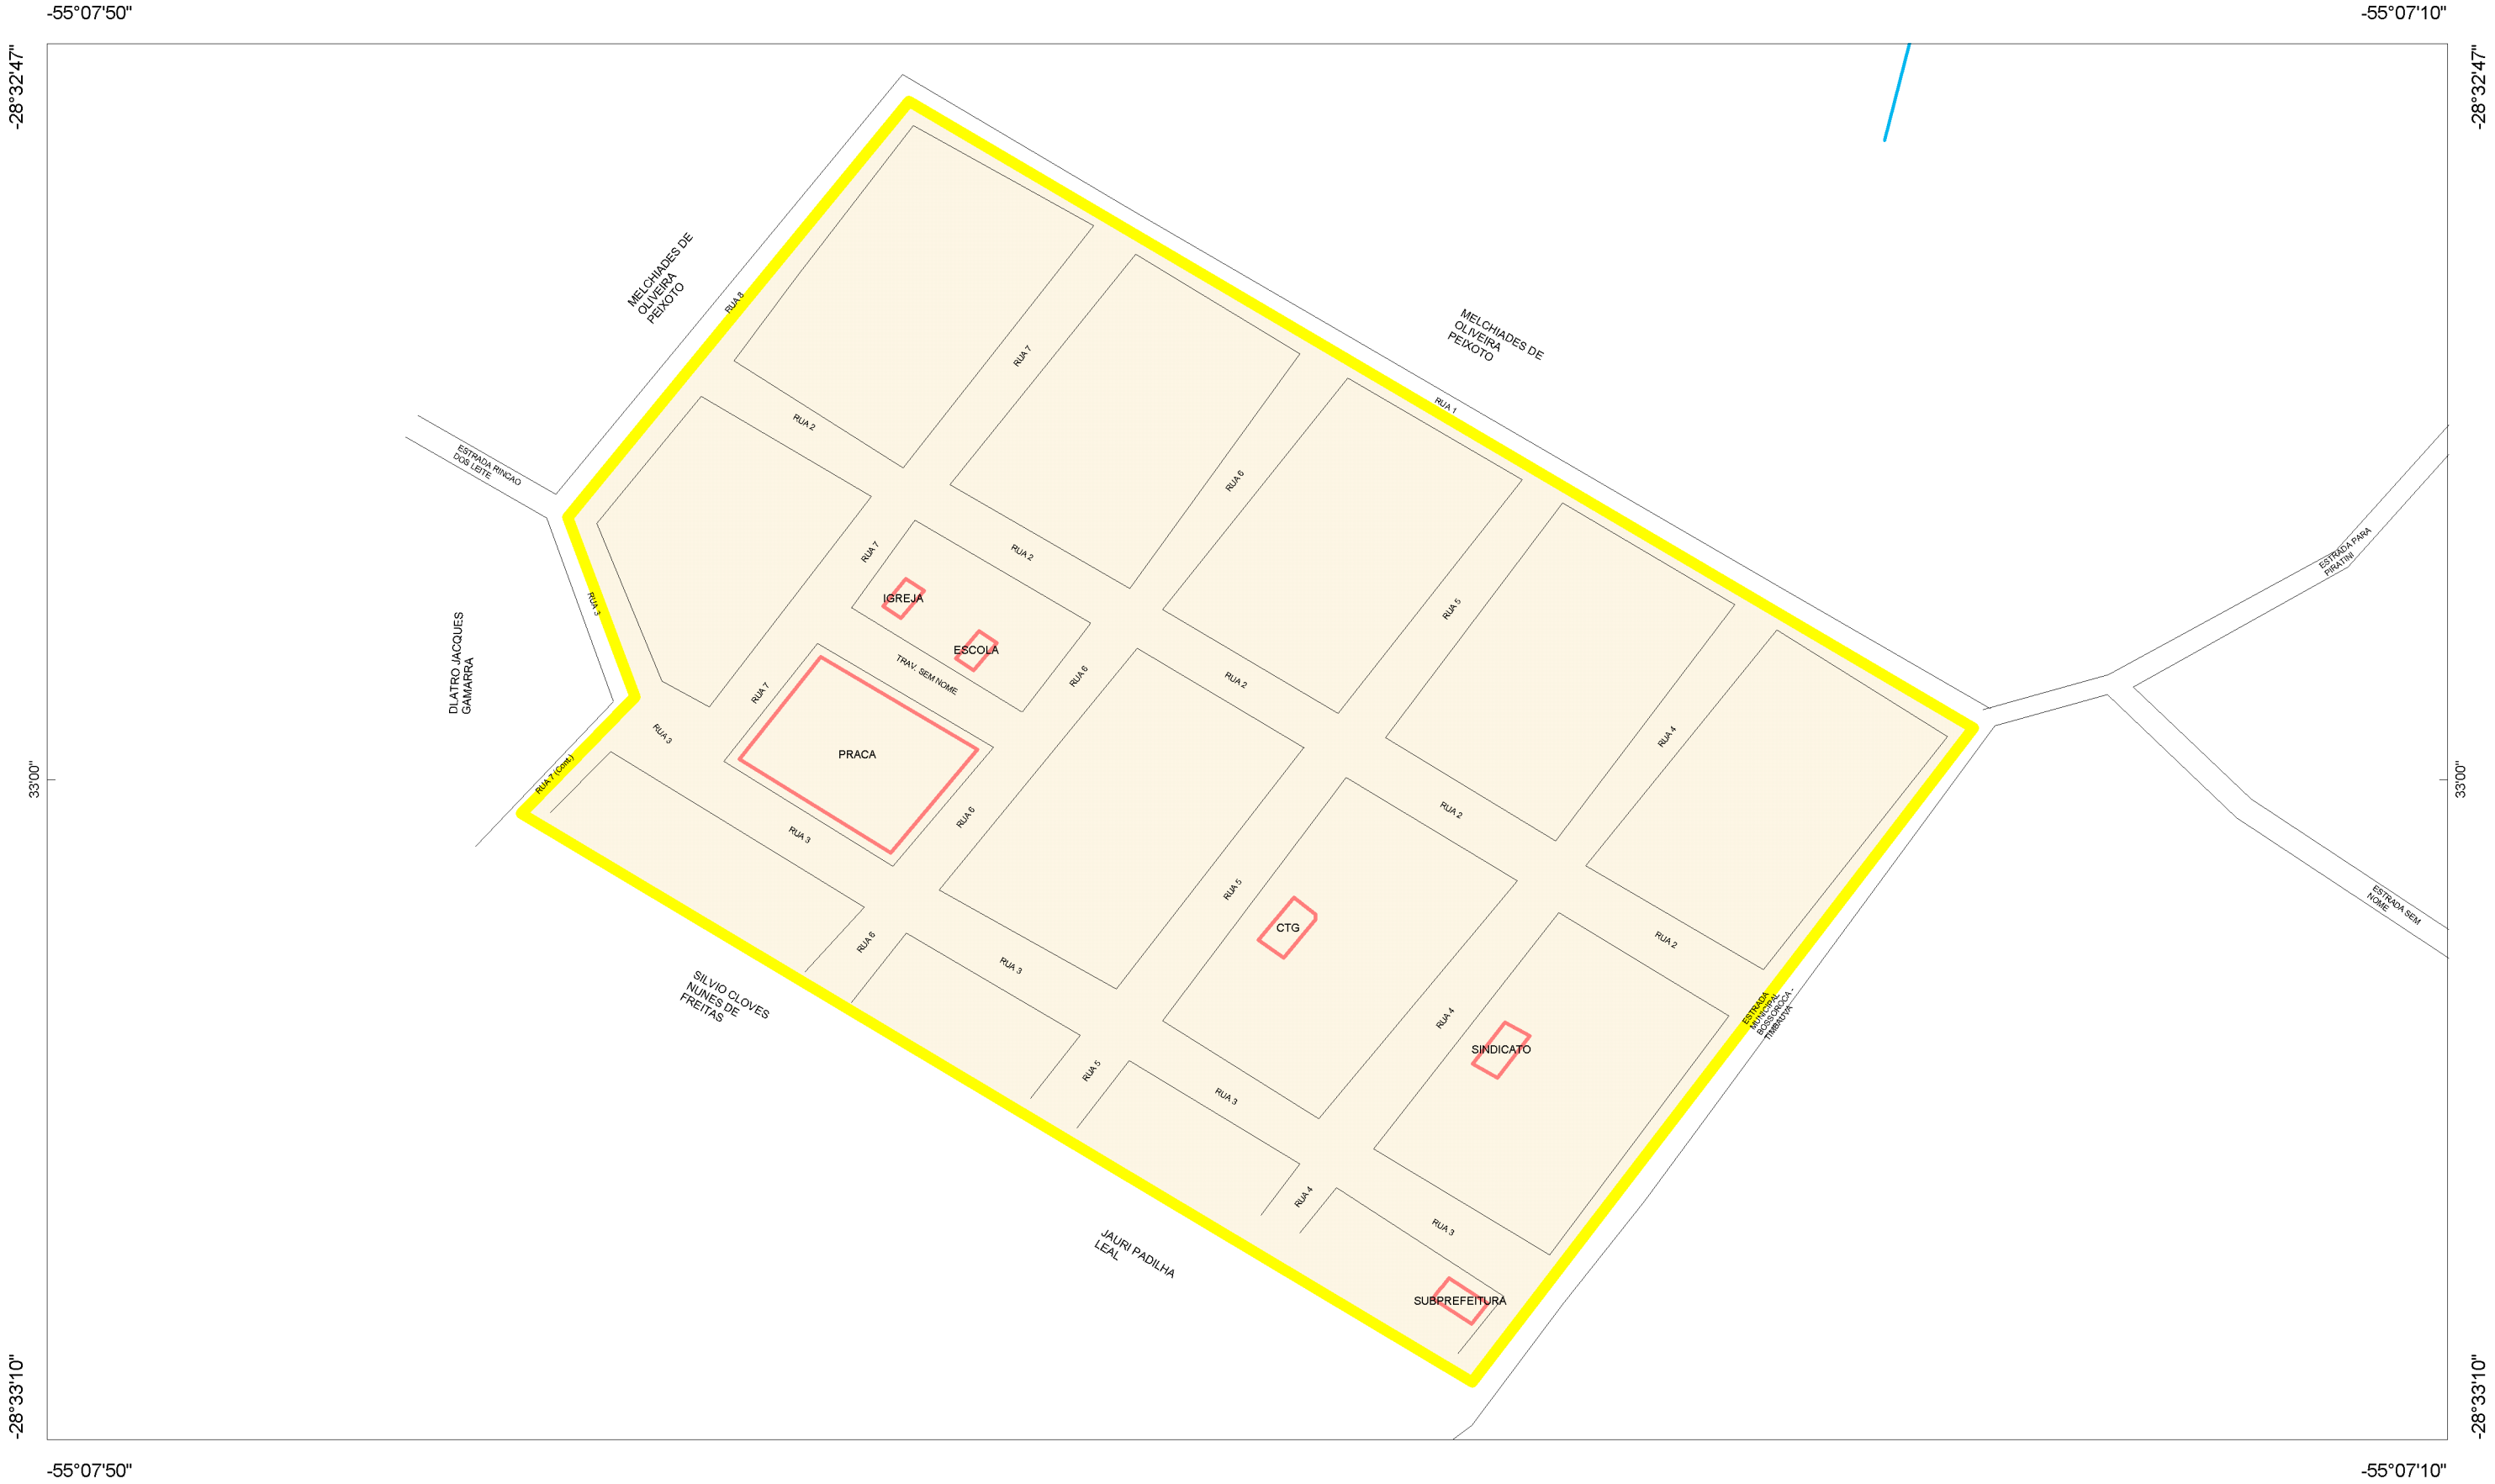 -55°07'50"
-55°07'10"
-28°32'47"
-28°32'47"
MELCHIADES DE
OLIVEIRA
PEIXOTO
RUA 8
MELCHIADES DE
OLIVEIRA
PEIXOTO
RUA 7
RUA 1
RUA 2
ESTRADA RINCAO
DOS LEITE
RUA 6
RUA 7
RUA 2
ESTRADA PARA
PIRATINI
IGREJA
RUA 3
RUA 5
ESCOLA
DLATRO JACQUES
GAMARRA
TRAV. SEM NOME
RUA 6
RUA 2
RUA 7
RUA 3
RUA 4
PRACA
33'00"
33'00"
RUA 7 (Cont.)
RUA 3
RUA 6
RUA 2
RUA 5
ESTRADA SEM
NOME
CTG
RUA 6
RUA 2
RUA 3
SILVIO CLOVES
NUNES DE
FREITAS
ESTRADA
MUNICIPAL
BOSSOROCA -
TIMBAUVA
RUA 4
SINDICATO
RUA 5
RUA 3
RUA 4
RUA 3
JAURI PADILHA
LEAL
SUBPREFEITURA
-28°33'10"
-28°33'10"
-55°07'50"
-55°07'10"